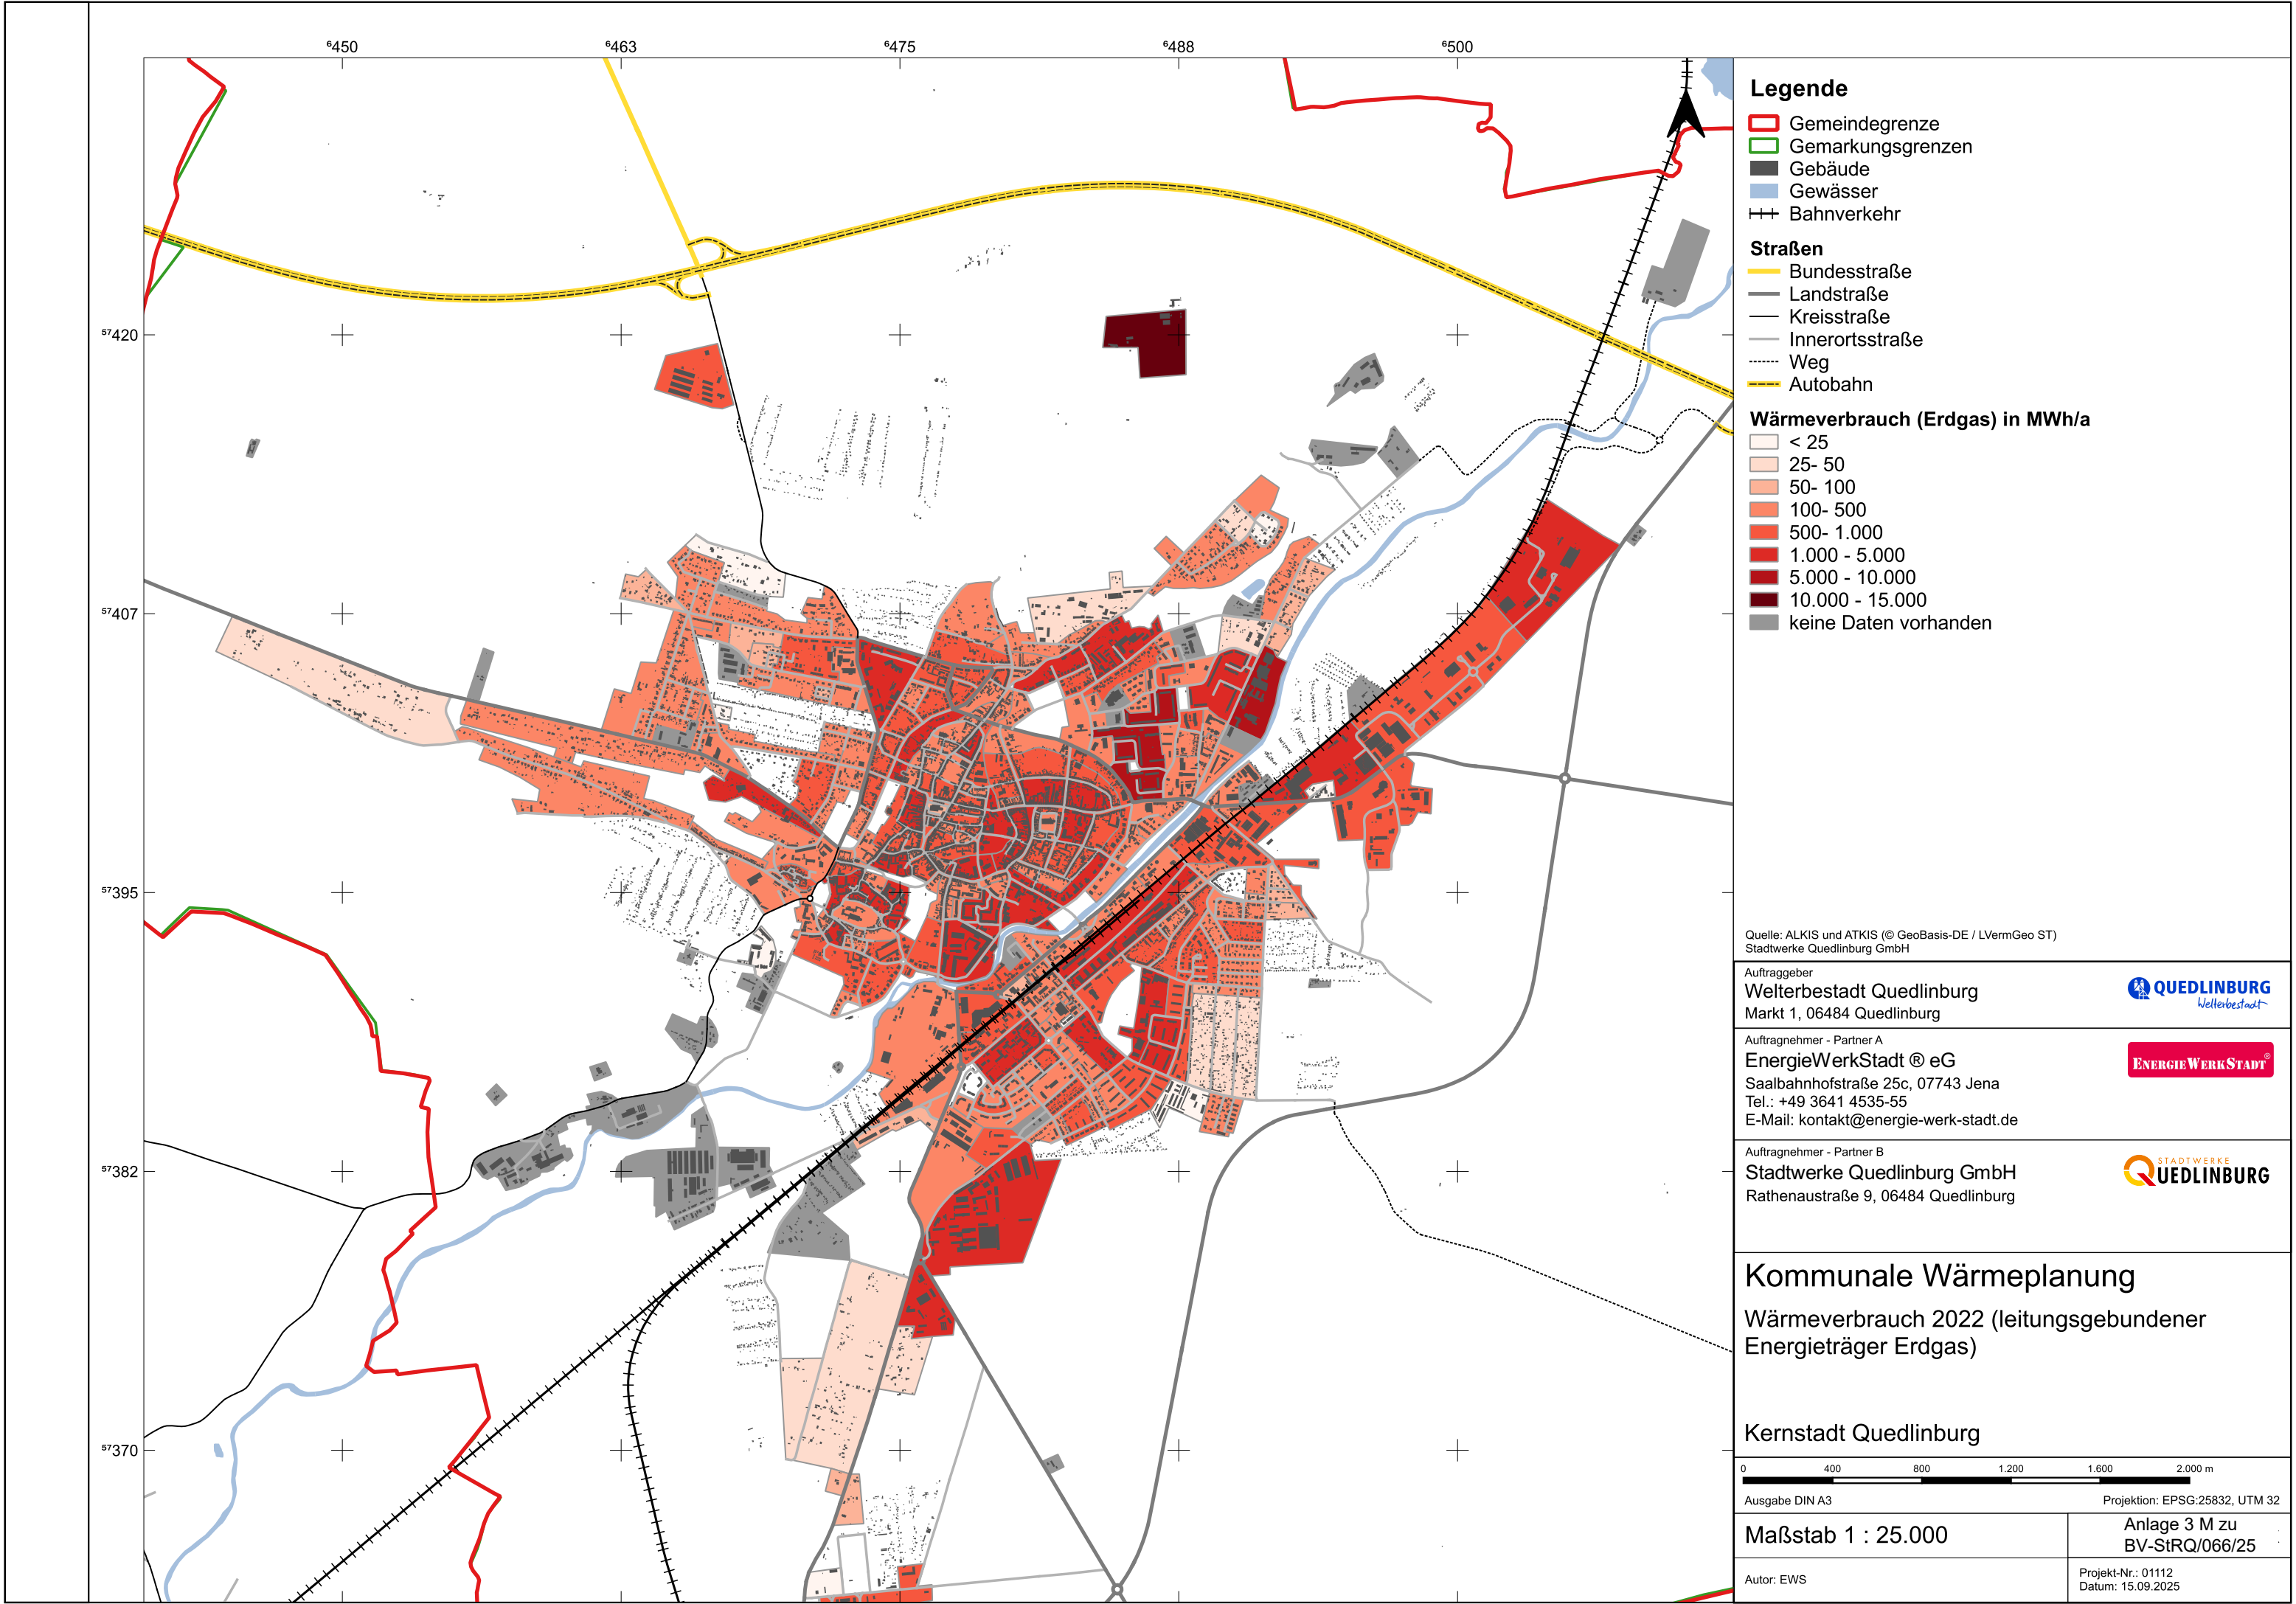 ⁶450 ⁶463 ⁶475 ⁶488 ⁶500
⁵⁷420
⁵⁷407
⁵⁷395
⁵⁷382
⁵⁷370
Legende
Gemeindegrenze
Gemarkungsgrenzen
Gebäude
Gewässer
Bahnverkehr
Straßen
Bundesstraße
Landstraße
Kreisstraße
Innerortsstraße
Weg
Autobahn
Wärmeverbrauch (Erdgas) in MWh/a
< 25
25- 50
50- 100
100- 500
500- 1.000
1.000 - 5.000
5.000 - 10.000
10.000 - 15.000
keine Daten vorhanden
Quelle: ALKIS und ATKIS (© GeoBasis-DE / LVermGeo ST)
Stadtwerke Quedlinburg GmbH
Auftraggeber
Welterbestadt Quedlinburg
Markt 1, 06484 Quedlinburg
QUEDLINBURG
Welterbestadt
Auftragnehmer - Partner A
EnergieWerkStadt ® eG
Saalbahnhofstraße 25c, 07743 Jena
Tel.: +49 3641 4535-55
E-Mail: kontakt@energie-werk-stadt.de
ENERGIEWERKSTADT®
Auftragnehmer - Partner B
Stadtwerke Quedlinburg GmbH
Rathenaustraße 9, 06484 Quedlinburg
STADTWERKE
QUEDLINBURG
Kommunale Wärmeplanung
Wärmeverbrauch 2022 (leitungsgebundener
Energieträger Erdgas)
Kernstadt Quedlinburg
0 400 800 1.200 1.600 2.000 m
Ausgabe DIN A3 Projektion: EPSG:25832, UTM 32
Maßstab 1 : 25.000
Anlage 3 M zu
BV-StRQ/066/25
Autor: EWS
Projekt-Nr.: 01112
Datum: 15.09.2025